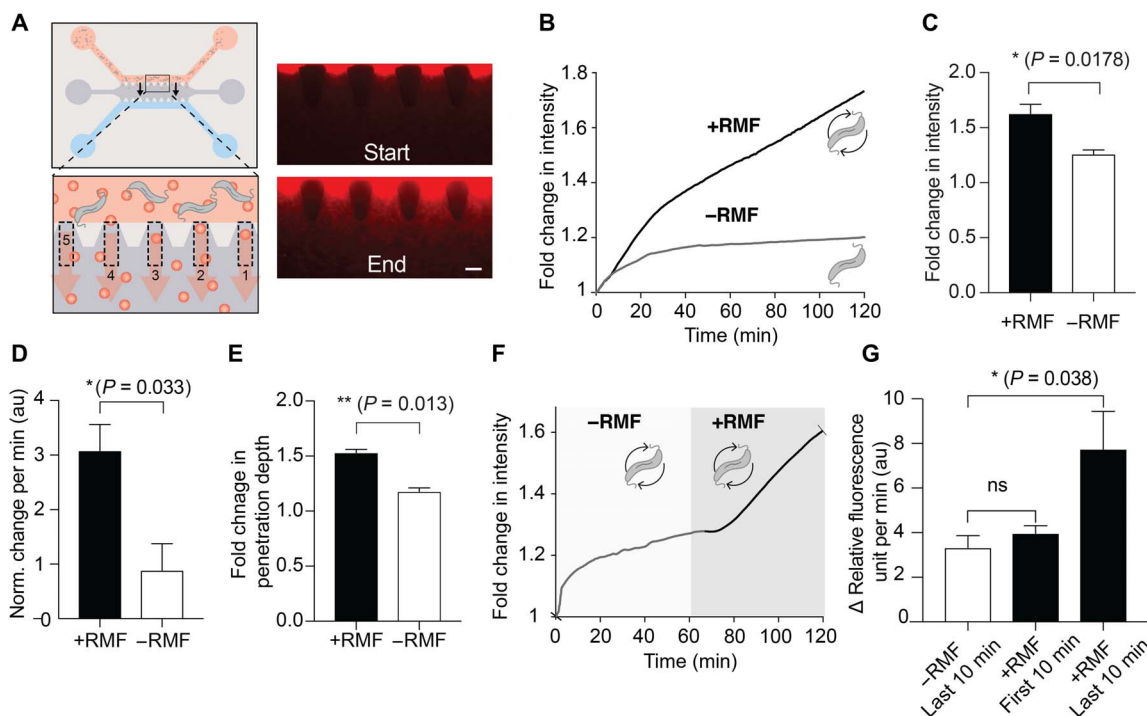 A
Start
End
5
4
3
2
1
B
Fold change in intensity
1.8
1.6
1.4
1.2
1
+RMF
–RMF
0 20 40 60 80 100 120
Time (min)
C
* (P = 0.0178)
Fold change in intensity
2.0
1.5
1.0
0.5
0.0
+RMF –RMF
D
* (P = 0.033)
Norm. change per min (au)
4
3
2
1
–0
+RMF –RMF
E
** (P = 0.013)
Fold chnage in
penetration depth
2.0
1.5
1.0
0.5
0.0
+RMF –RMF
F
Fold change in intensity
1.6
1.4
1.2
1
–RMF
+RMF
0 20 40 60 80 100 120
Time (min)
G
* (P = 0.038)
ns
Δ Relative fluorescence
unit per min (au)
10
8
6
4
2
0
–RMF
Last 10 min
+RMF
First 10 min
+RMF
Last 10 min